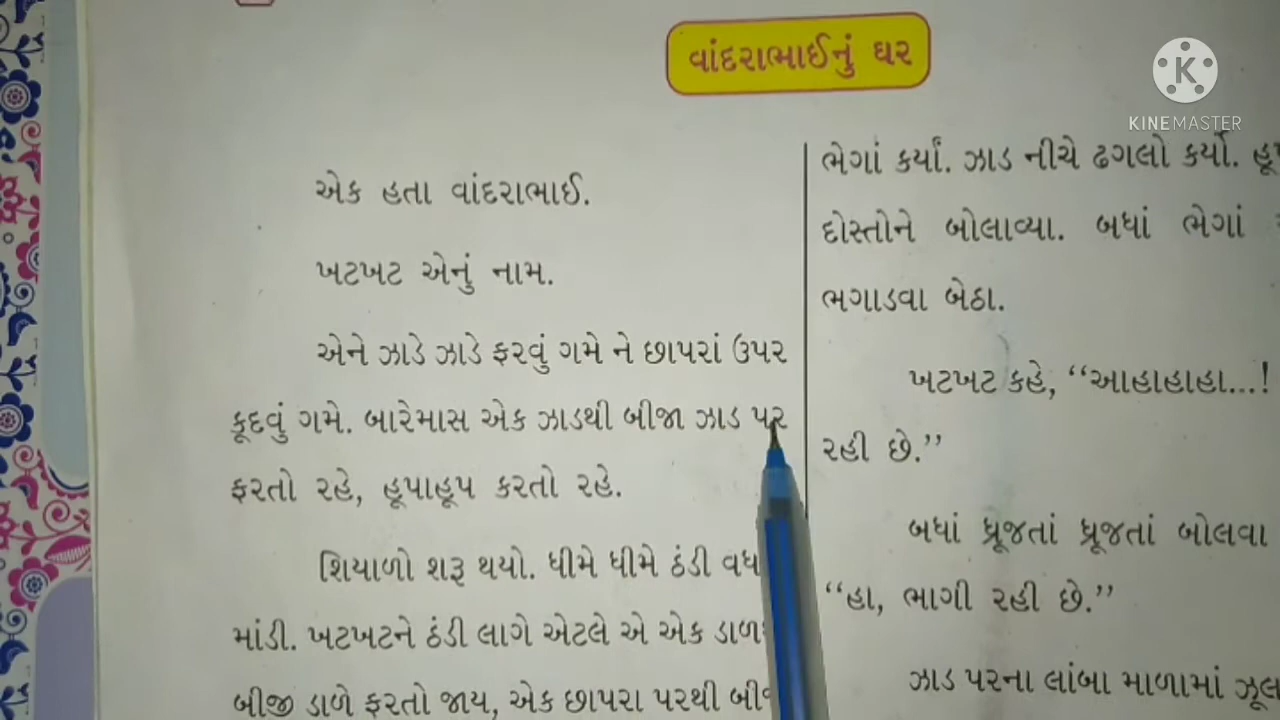 વાંદરાભાઈનું ઘર
KINEMASTER
એક હતા વાંદરાભાઈ.
ખટખટ એનું નામ.
એને ઝાડે ઝાડે ફરવું ગમે ને છાપરાં ઉપર
કૂદવું ગમે. બારેમાસ એક ઝાડથી બીજા ઝાડ પર
ફરતો રહે, હૂપાહૂપ કરતો રહે.
શિયાળો શરૂ થયો. ધીમે ધીમે ઠંડી વધ
માંડી. ખટખટને ઠંડી લાગે એટલે એ એક ડાળ
બીજી ડાળે ફરતો જાય, એક છાપરા પરથી
ભેગાં કર્યાં. ઝાડ નીચે ઢગલો કર્યો.
દોસ્તોને બોલાવ્યા. બધાં ભેગાં
ભગાડવા બેઠા.
ખટખટ કહે, “આહાહાહા...!
રહી છે.”
બધાં ધ્રૂજતાં ધ્રૂજતાં બોલવા
“હા, ભાગી રહી છે.”
ઝાડ પરના લાંબા માળામાં